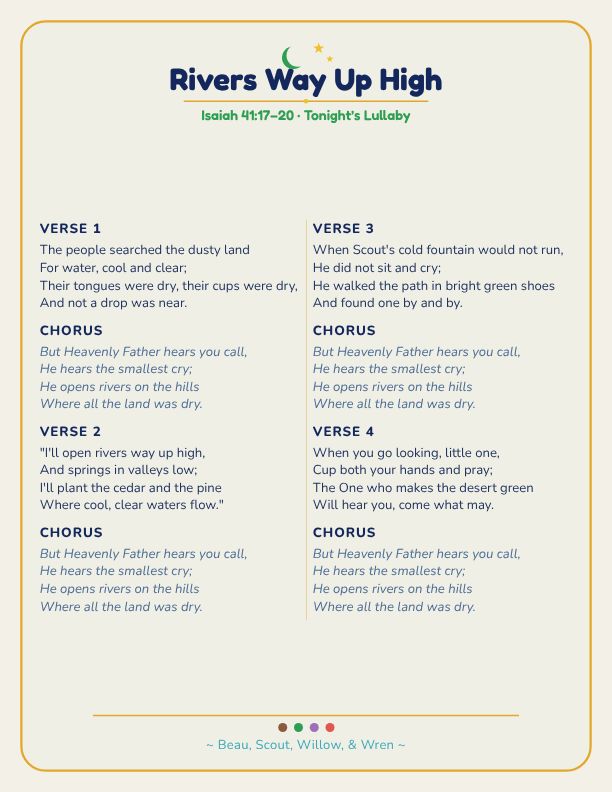 Rivers Way Up High
Isaiah 41:17–20 · Tonight's Lullaby
VERSE 1
The people searched the dusty land
For water, cool and clear;
Their tongues were dry, their cups were dry,
And not a drop was near.
CHORUS
But Heavenly Father hears you call,
He hears the smallest cry;
He opens rivers on the hills
Where all the land was dry.
VERSE 2
"I'll open rivers way up high,
And springs in valleys low;
I'll plant the cedar and the pine
Where cool, clear waters flow."
CHORUS
But Heavenly Father hears you call,
He hears the smallest cry;
He opens rivers on the hills
Where all the land was dry.
VERSE 3
When Scout's cold fountain would not run,
He did not sit and cry;
He walked the path in bright green shoes
And found one by and by.
CHORUS
But Heavenly Father hears you call,
He hears the smallest cry;
He opens rivers on the hills
Where all the land was dry.
VERSE 4
When you go looking, little one,
Cup both your hands and pray;
The One who makes the desert green
Will hear you, come what may.
CHORUS
But Heavenly Father hears you call,
He hears the smallest cry;
He opens rivers on the hills
Where all the land was dry.
~ Beau, Scout, Willow, & Wren ~